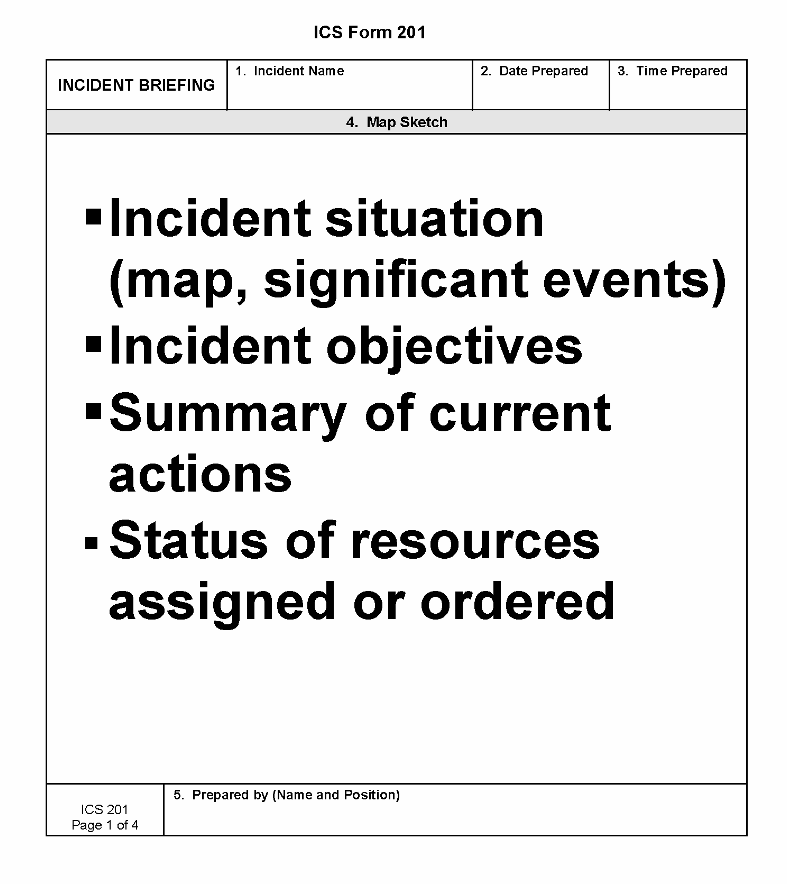 ICS Form 201
INCIDENT BRIEFING
1. Incident Name
2. Date Prepared
3. Time Prepared
4. Map Sketch
▪Incident situation
(map, significant events)
▪Incident objectives
▪Summary of current
actions
▪Status of resources
assigned or ordered
ICS 201
Page 1 of 4
5. Prepared by (Name and Position)